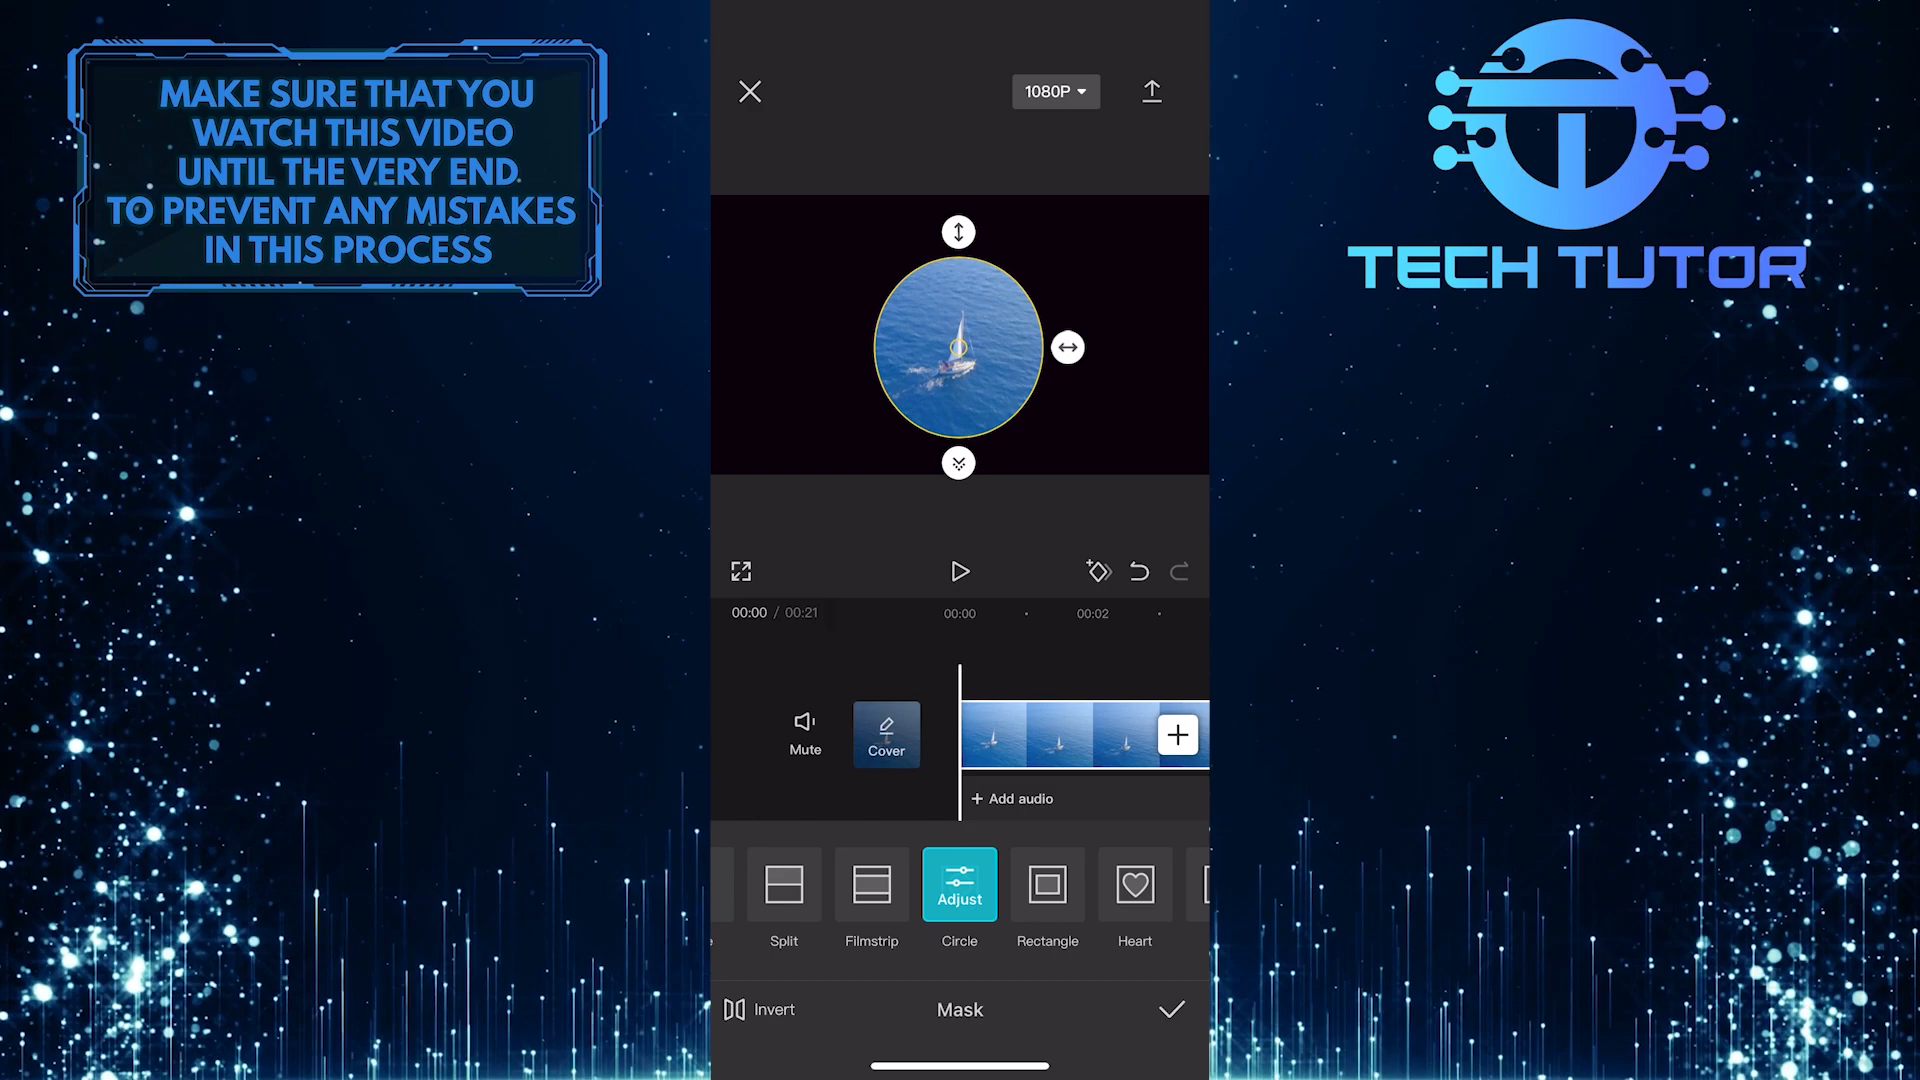 MAKE SURE THAT YOU
WATCH THIS VIDEO
UNTIL THE VERY END
TO PREVENT ANY MISTAKES
IN THIS PROCESS
TECH TUTOR
1080P
00:00 / 00:21
00:00
00:02
Mute
Cover
+ Add audio
Adjust
Split
Filmstrip
Circle
Rectangle
Heart
Invert
Mask